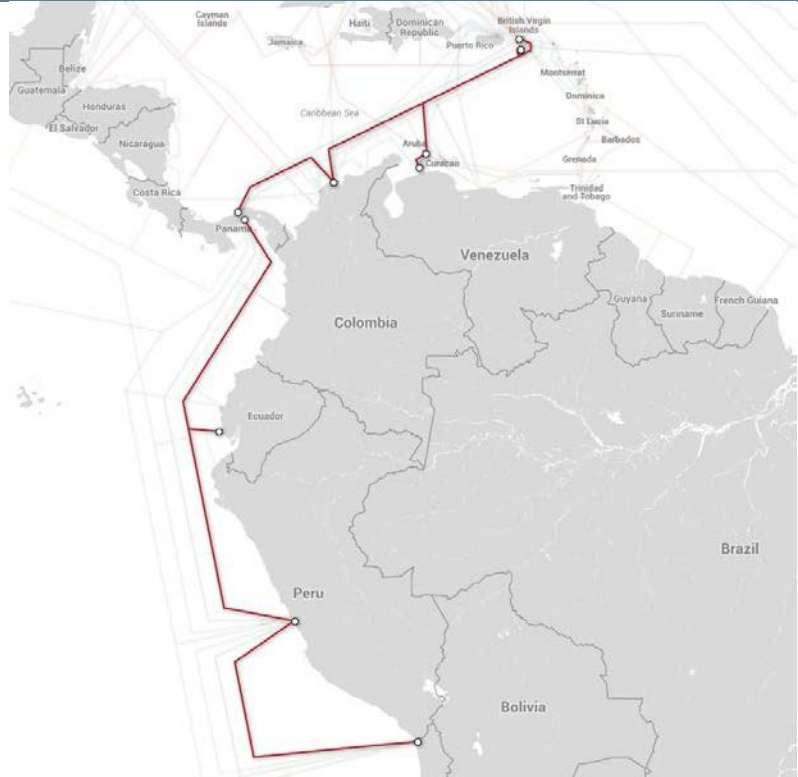 Cayman
Islands
Haiti
Dominican
Republic
British Virgin
Islands
Jamaica
Puerto Rico
Belize
Montserrat
Guatemala
Honduras
Dominica
Caribbean Sea
El Salvador
St Lucia
Nicaragua
Aruba
Barbados
Curacao
Grenada
Costa Rica
Trinidad
and Tobago
Panama
Venezuela
Guyana
Suriname
French Guiana
Colombia
Ecuador
Brazil
Peru
Bolivia